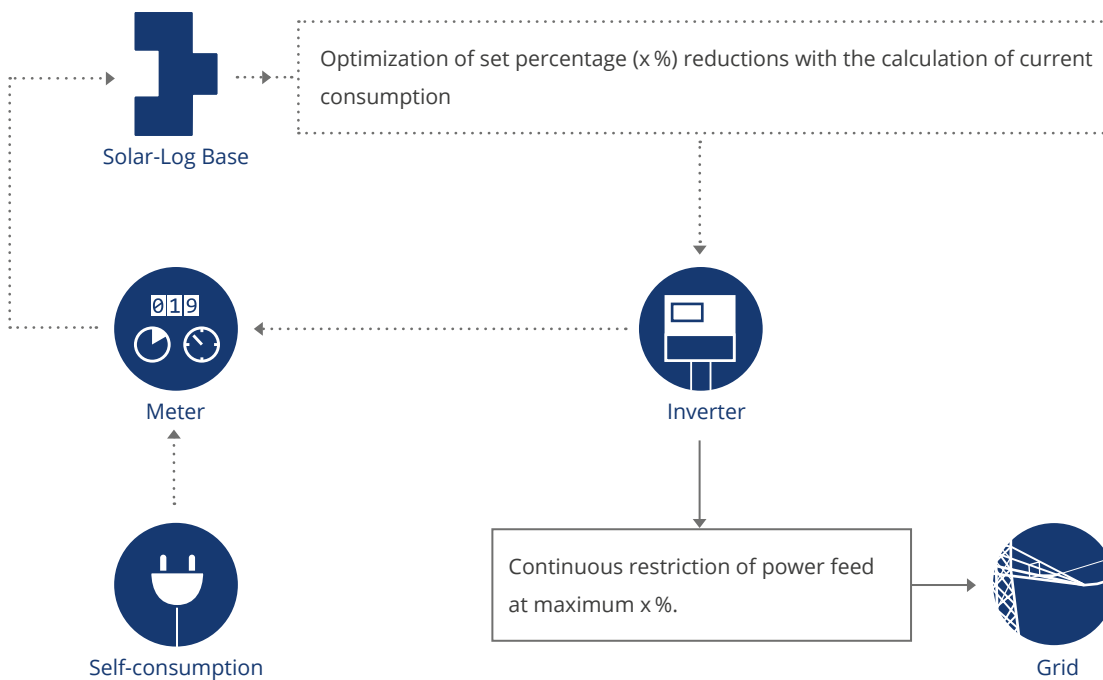 Optimization of set percentage (x %) reductions with the calculation of current
consumption
Solar-Log Base
019
Meter
Inverter
Continuous restriction of power feed
at maximum x %.
Self-consumption
Grid